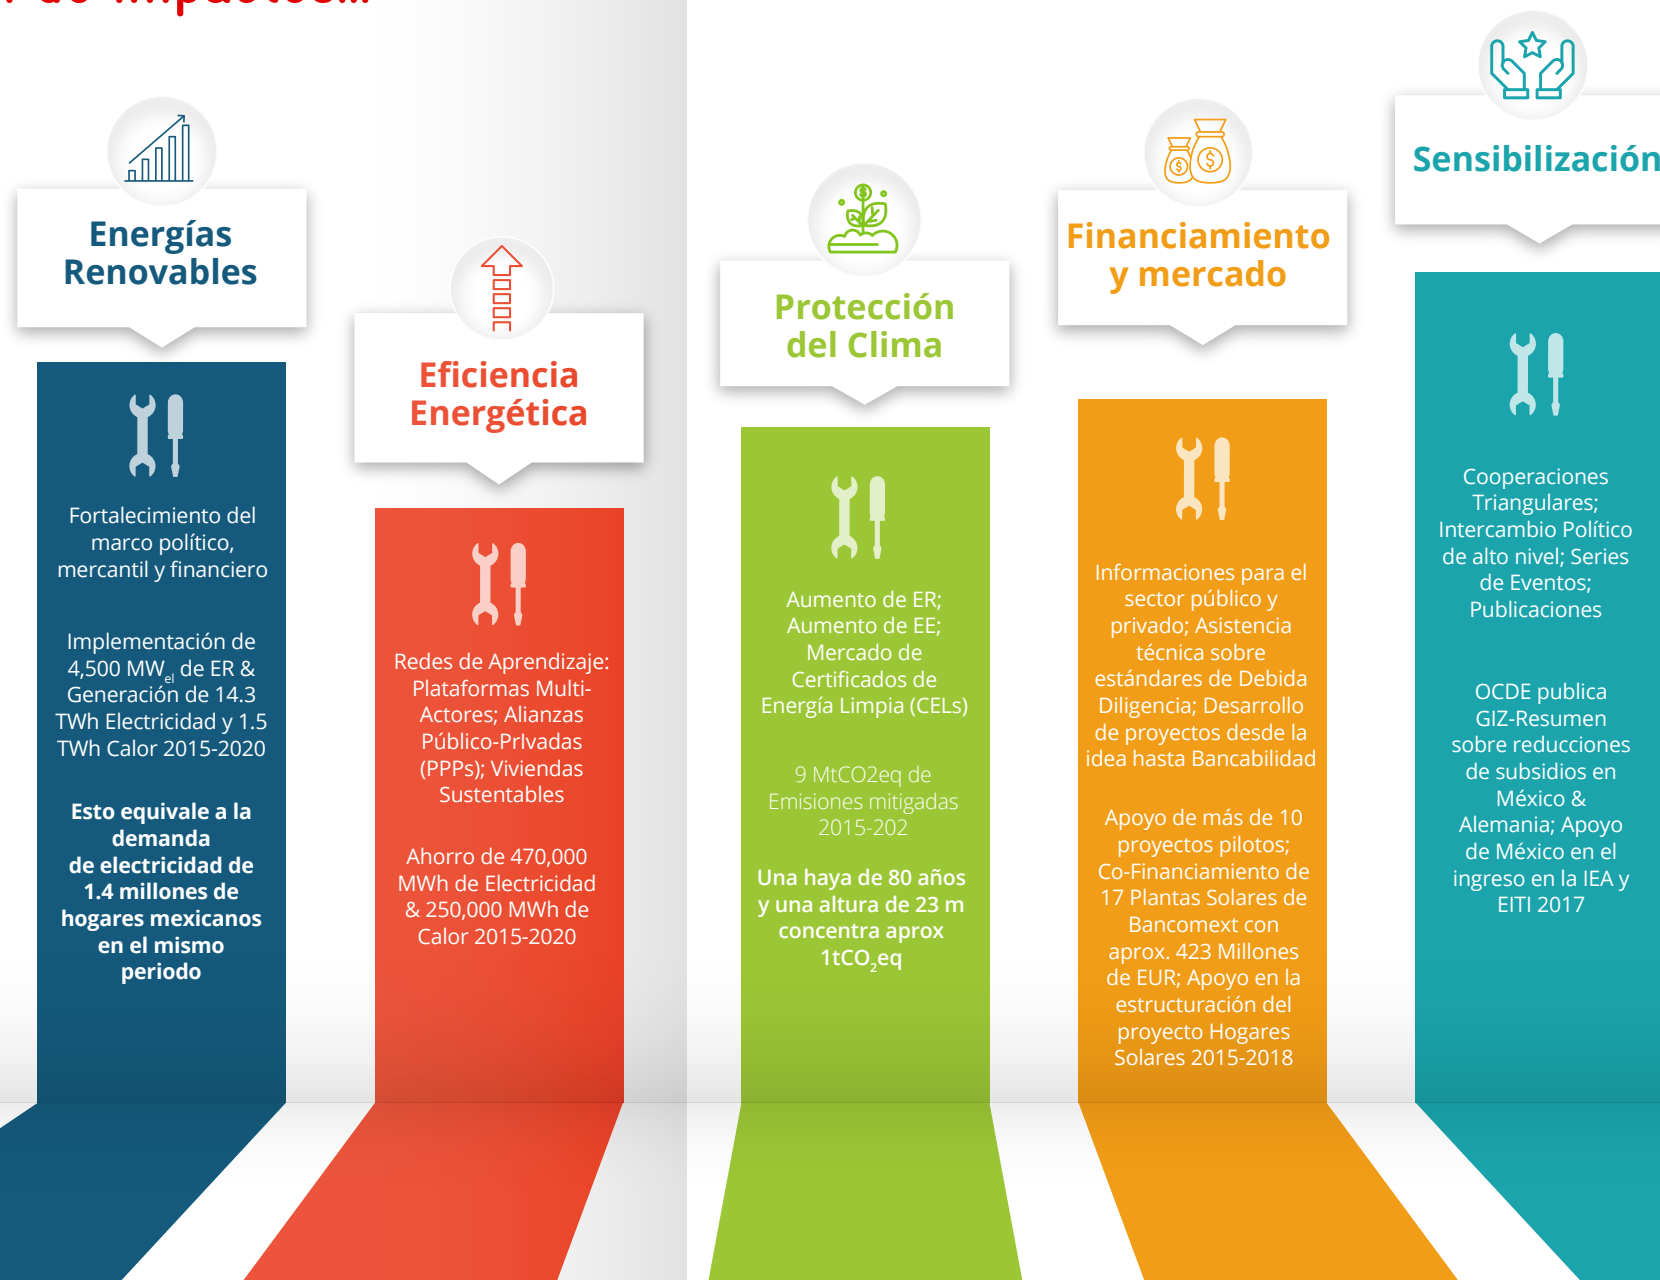 de impactos...
Energías
Renovables
Fortalecimiento del
marco político,
mercantil y financiero
Implementación de
4,500 MWel de ER &
Generación de 14.3
TWh Electricidad y 1.5
TWh Calor 2015-2020
Esto equivale a la
demanda
de electricidad de
1.4 millones de
hogares mexicanos
en el mismo
periodo
Eficiencia
Energética
Redes de Aprendizaje:
Plataformas Multi-
Actores; Alianzas
Público-PrIvadas
(PPPs); Viviendas
Sustentables
Ahorro de 470,000
MWh de Electricidad
& 250,000 MWh de
Calor 2015-2020
Protección
del Clima
Aumento de ER;
Aumento de EE;
Mercado de
Certificados de
Energía Limpia (CELs)
9 MtCO2eq de
Emisiones mitigadas
2015-202
Una haya de 80 años
y una altura de 23 m
concentra aprox
1tCO2eq
Financiamiento
y mercado
Informaciones para el
sector público y
privado; Asistencia
técnica sobre
estándares de Debida
Diligencia; Desarrollo
de proyectos desde la
idea hasta Bancabilidad
Apoyo de más de 10
proyectos pilotos;
Co-Financiamiento de
17 Plantas Solares de
Bancomext con
aprox. 423 Millones
de EUR; Apoyo en la
estructuración del
proyecto Hogares
Solares 2015-2018
Sensibilización
Cooperaciones
Triangulares;
Intercambio Político
de alto nivel; Series
de Eventos;
Publicaciones
OCDE publica
GIZ-Resumen
sobre reducciones
de subsidios en
México &
Alemania; Apoyo
de México en el
ingreso en la IEA y
EITI 2017